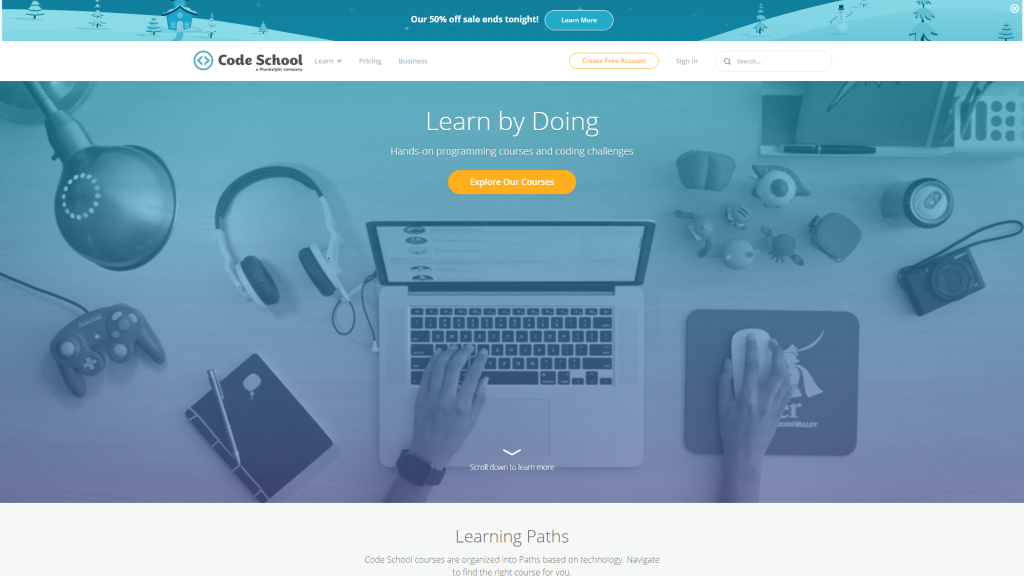 Our 50% off sale ends tonight!
Learn More
Code School
a Pluralsight company
Learn
Pricing
Business
Create Free Account
Sign In
Search...
Learn by Doing
Hands-on programming courses and coding challenges
Explore Our Courses
Scroll down to learn more
Learning Paths
Code School courses are organized into Paths based on technology. Navigate
to find the right course for you.